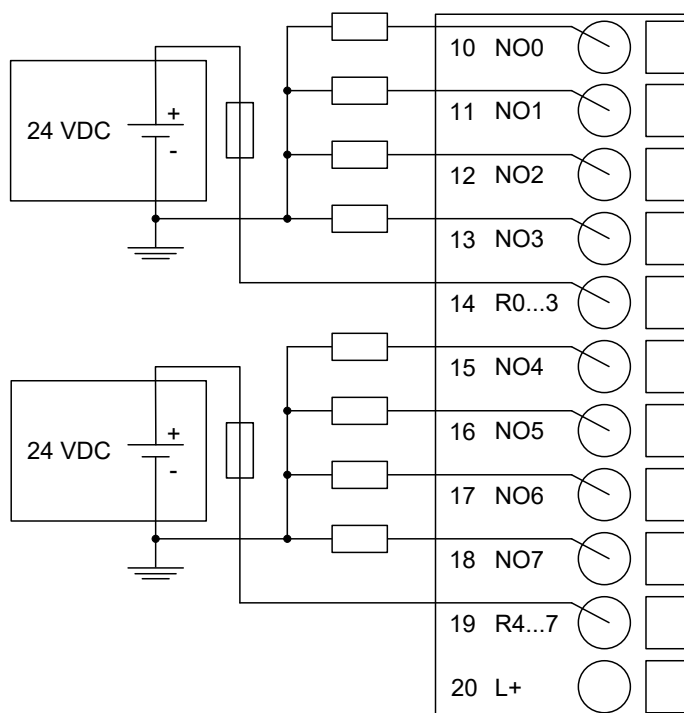 10 NO0
+
24 VDC
-
11 NO1
12 NO2
13 NO3
14 R0...3
15 NO4
+
24 VDC
-
16 NO5
17 NO6
18 NO7
19 R4...7
20 L+